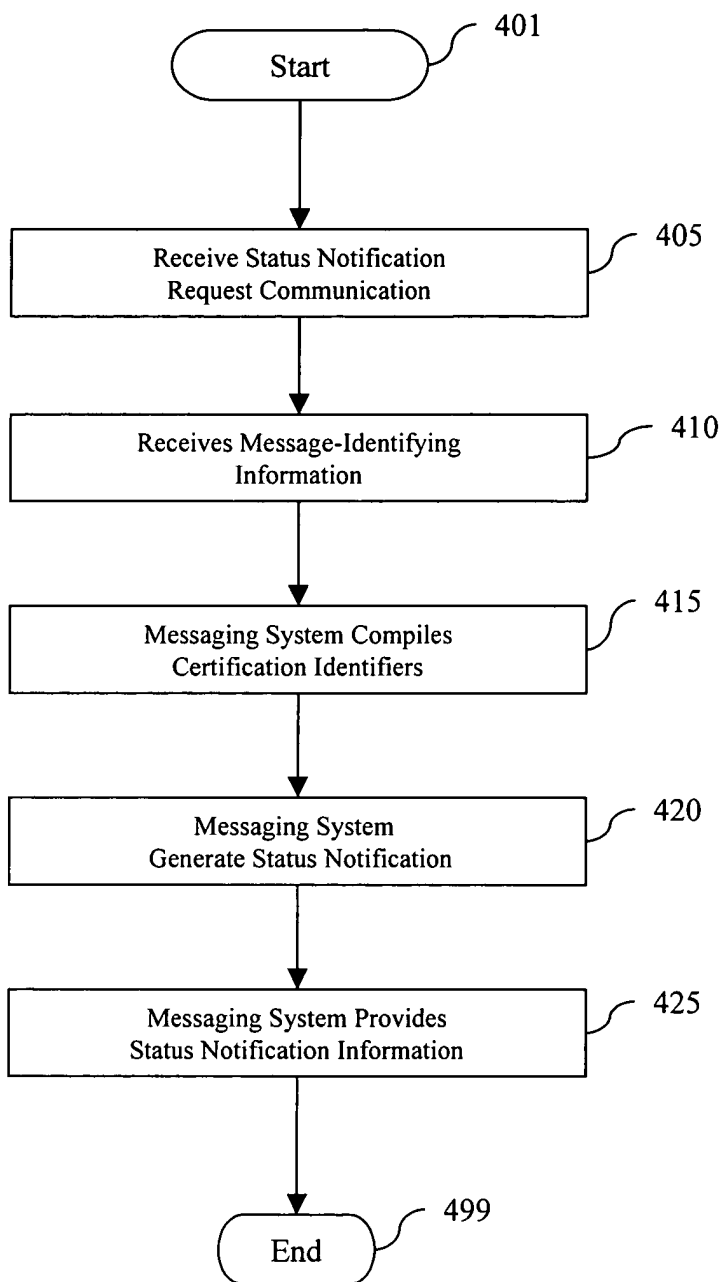 401
Start
405
Receive Status Notification
Request Communication
410
Receives Message-Identifying
Information
415
Messaging System Compiles
Certification Identifiers
420
Messaging System
Generate Status Notification
425
Messaging System Provides
Status Notification Information
499
End